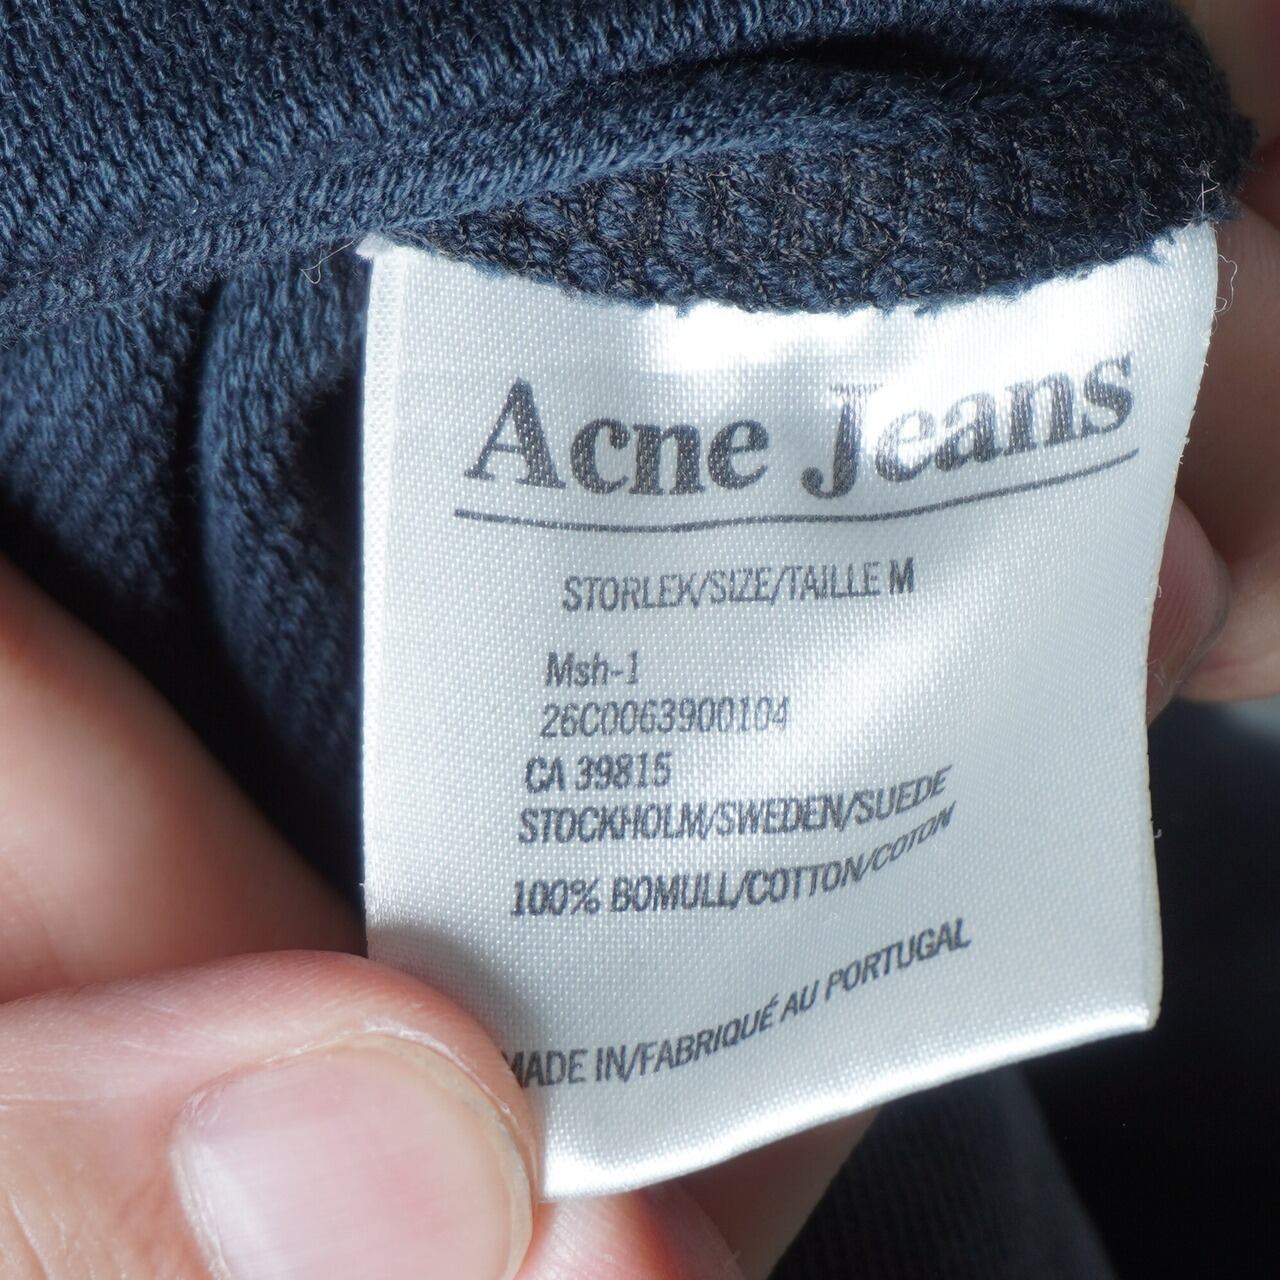 Acne Jeans
STORLEK/SIZE/TAILLE M
Msh-1
26C0063900104
CA 39815
STOCKHOLM/SWEDEN/SUEDE
100% BOMULL/COTTON/COTON
MADE IN/FABRIQUÉ AU PORTUGAL